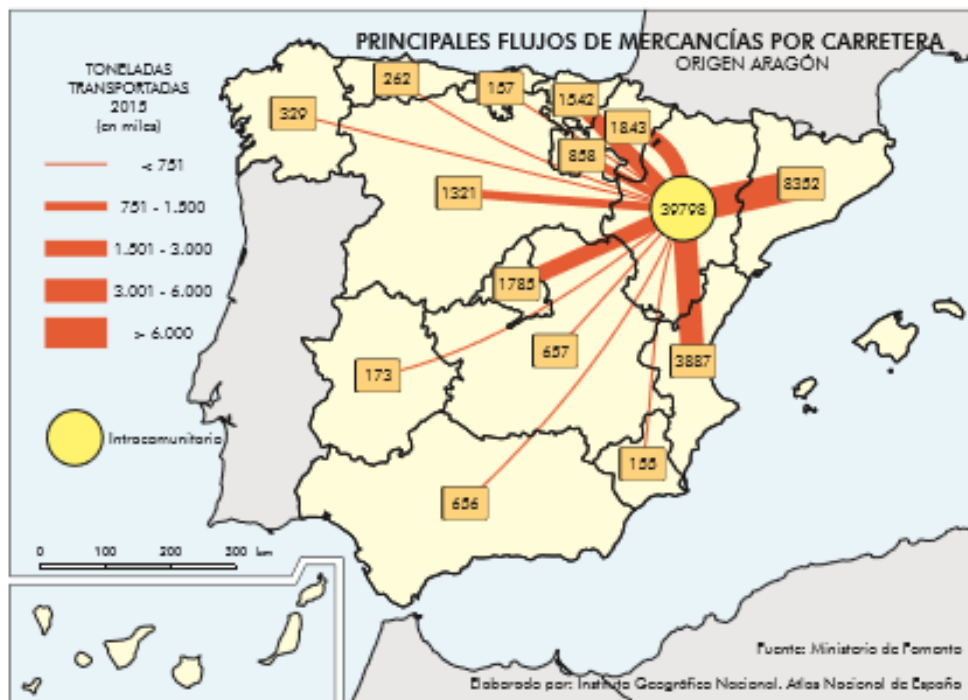 PRINCIPALES FLUJOS DE MERCANCÍAS POR CARRETERA
ORIGEN ARAGÓN
TONELADAS
TRANSPORTADAS
2015
(en miles)
< 751
751 - 1.500
1.501 - 3.000
3.001 - 6.000
> 6.000
Intracomunitario
262
157
1542
329
1843
858
8352
1321
39798
1785
657
3887
173
155
656
0 100 200 300 km
Fuente: Ministerio de Fomento
Elaborado por: Instituto Geográfico Nacional. Atlas Nacional de España